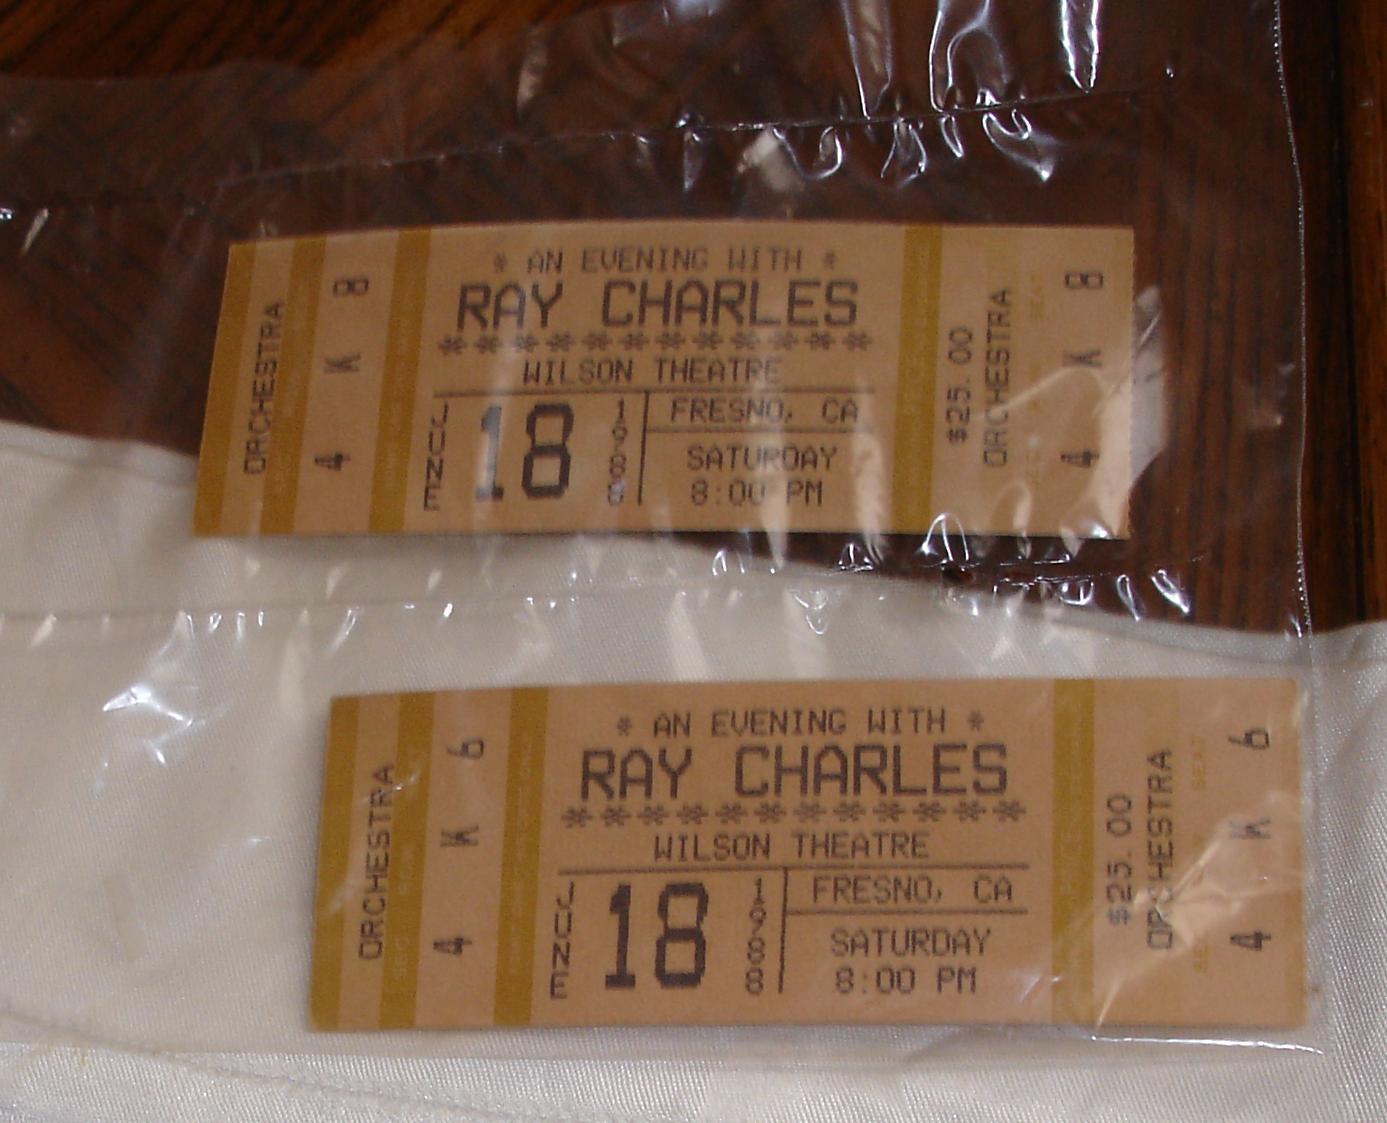 ORCHESTRA
4 K 8
* AN EVENING WITH *
RAY CHARLES
***********
WILSON THEATRE
JUNE 18 1988
FRESNO, CA
SATURDAY
8:00 PM
$25.00
ORCHESTRA
SEAT
4 K 8
ORCHESTRA
4 K 6
* AN EVENING WITH *
RAY CHARLES
************
WILSON THEATRE
JUNE 18 1988
FRESNO, CA
SATURDAY
8:00 PM
$25.00
ORCHESTRA
SEAT
4 K 6